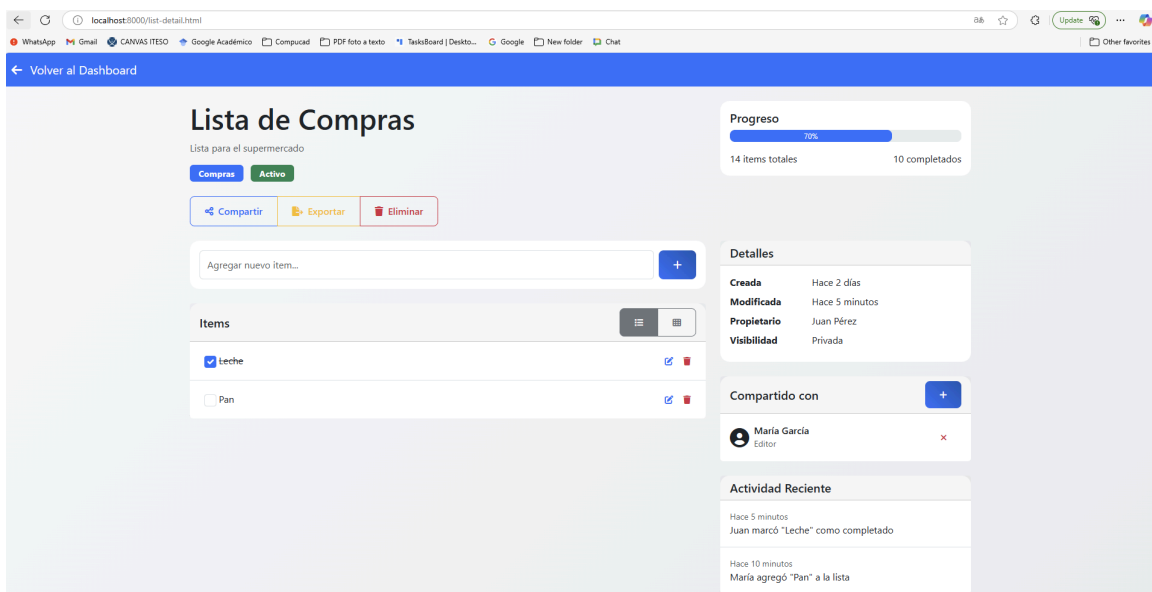 localhost:8000/list-detail.html
Update
WhatsApp Gmail CANVAS ITESO Google Académico Compucad PDF foto a texto TasksBoard | Deskto... Google New folder Chat Other favorites
Volver al Dashboard
Lista de Compras
Lista para el supermercado
Compras Activo
Compartir Exportar Eliminar
Agregar nuevo item...
+
Items
Leche
Pan
Progreso
70%
14 items totales 10 completados
Detalles
Creada Hace 2 días
Modificada Hace 5 minutos
Propietario Juan Pérez
Visibilidad Privada
Compartido con +
María García
Editor
Actividad Reciente
Hace 5 minutos
Juan marcó "Leche" como completado
Hace 10 minutos
María agregó "Pan" a la lista